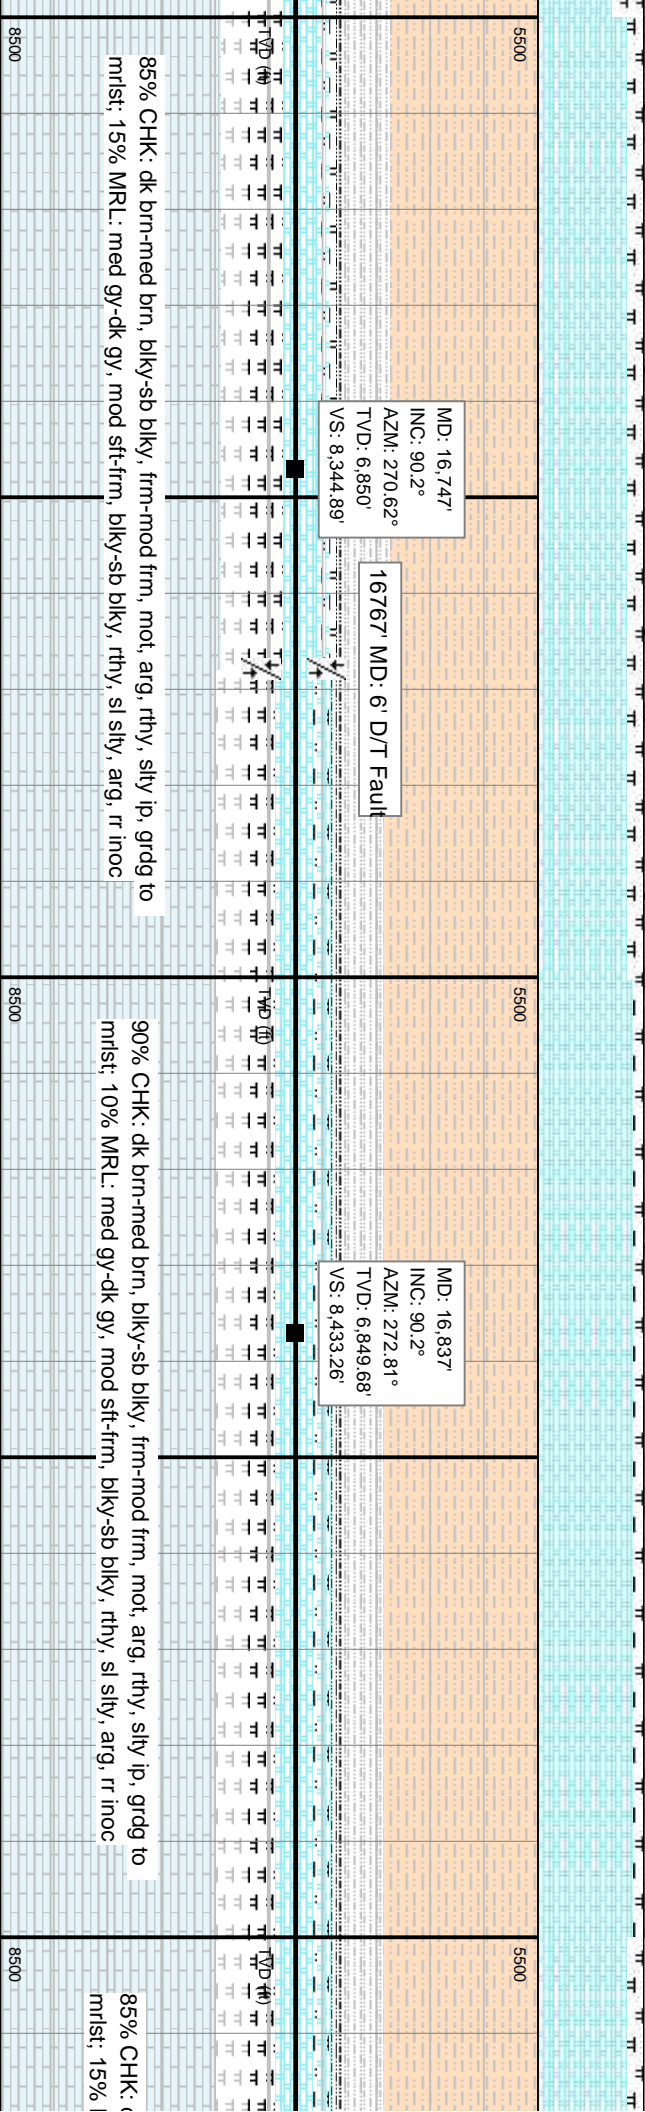 5500
TVD (ft)
8500
MD: 16,747'
INC: 90.2°
AZM: 270.62°
TVD: 6,850'
VS: 8,344.89'
16767' MD: 6' D/T Fault
85% CHK: dk brn-med brn, blky-sb blky, frm-mod frm, mot, arg, rthy, slty ip, grdg to
mrlst; 15% MRL: med gy-dk gy, mod sft-frm, blky-sb blky, rthy, sl slty, arg, rr inoc
5500
TVD (ft)
8500
MD: 16,837'
INC: 90.2°
AZM: 272.81°
TVD: 6,849.68'
VS: 8,433.26'
90% CHK: dk brn-med brn, blky-sb blky, frm-mod frm, mot, arg, rthy, slty ip, grdg to
mrlst; 10% MRL: med gy-dk gy, mod sft-frm, blky-sb blky, rthy, sl slty, arg, rr inoc
5500
TVD (ft)
8500
85% CHK:
mrlst; 15%